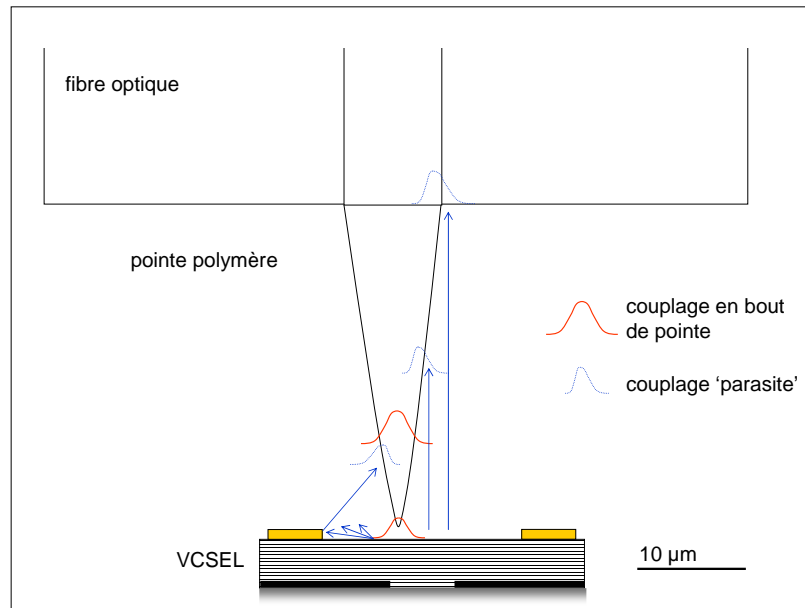 fibre optique
pointe polymère
couplage en bout
de pointe
couplage ‘parasite’
VCSEL
10 µm